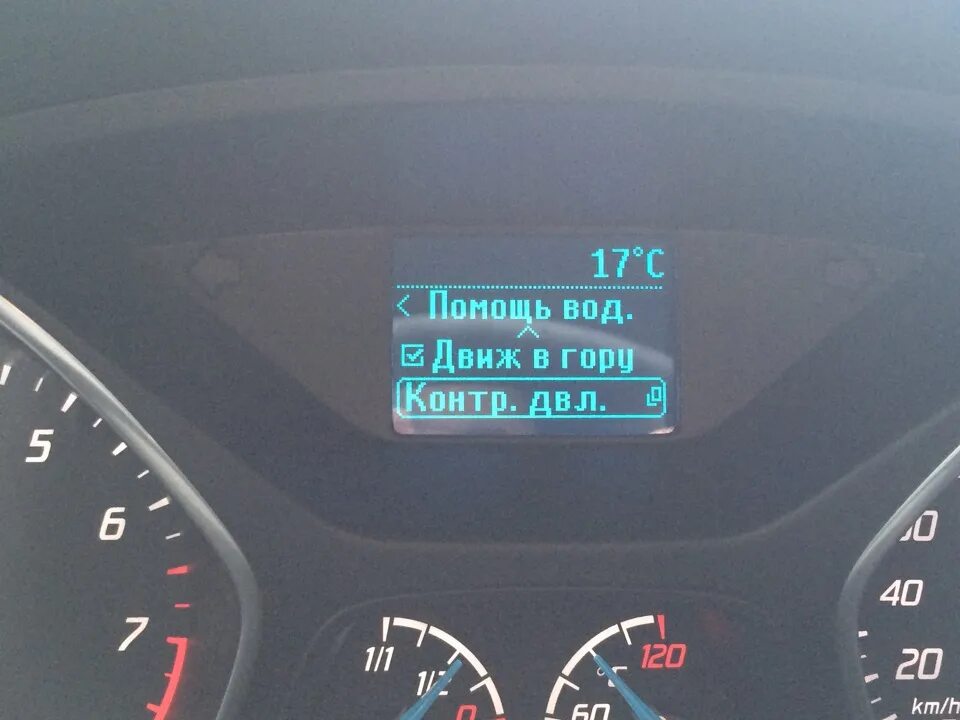 17°C
< Помощь вод.
Движ в гору
Контр. двл.
5
6
7
1/1
1/2
0
60
°C
120
40
20
km/h